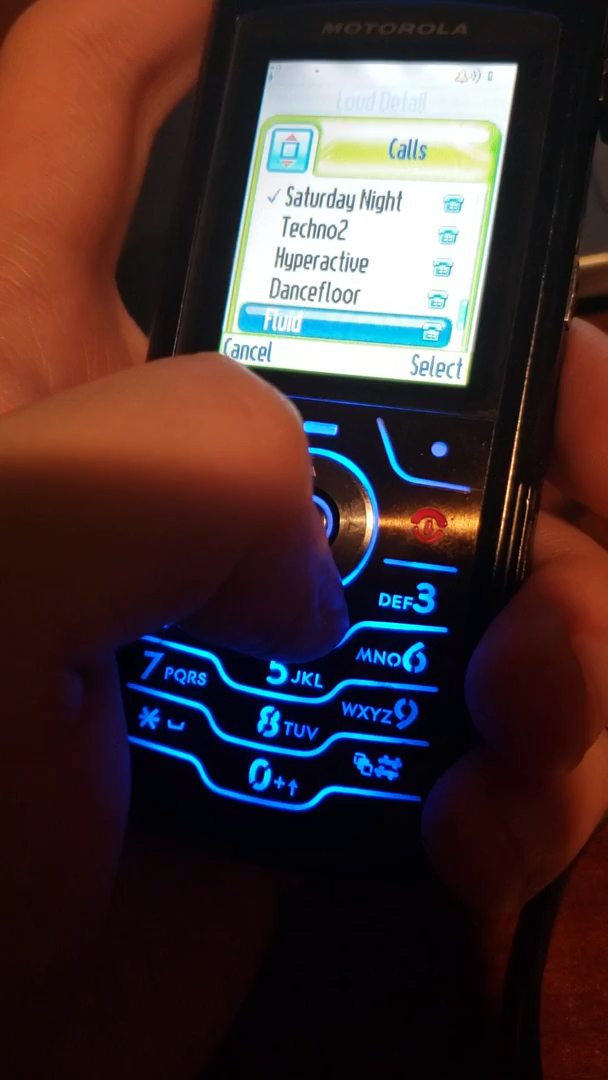 MOTOROLA
Loud Detail
Calls
✓ Saturday Night
Techno2
Hyperactive
Dancefloor
Fluid
Cancel Select
DEF3
5JKL MNO6
7PQRS 8TUV WXYZ9
* 0+↑